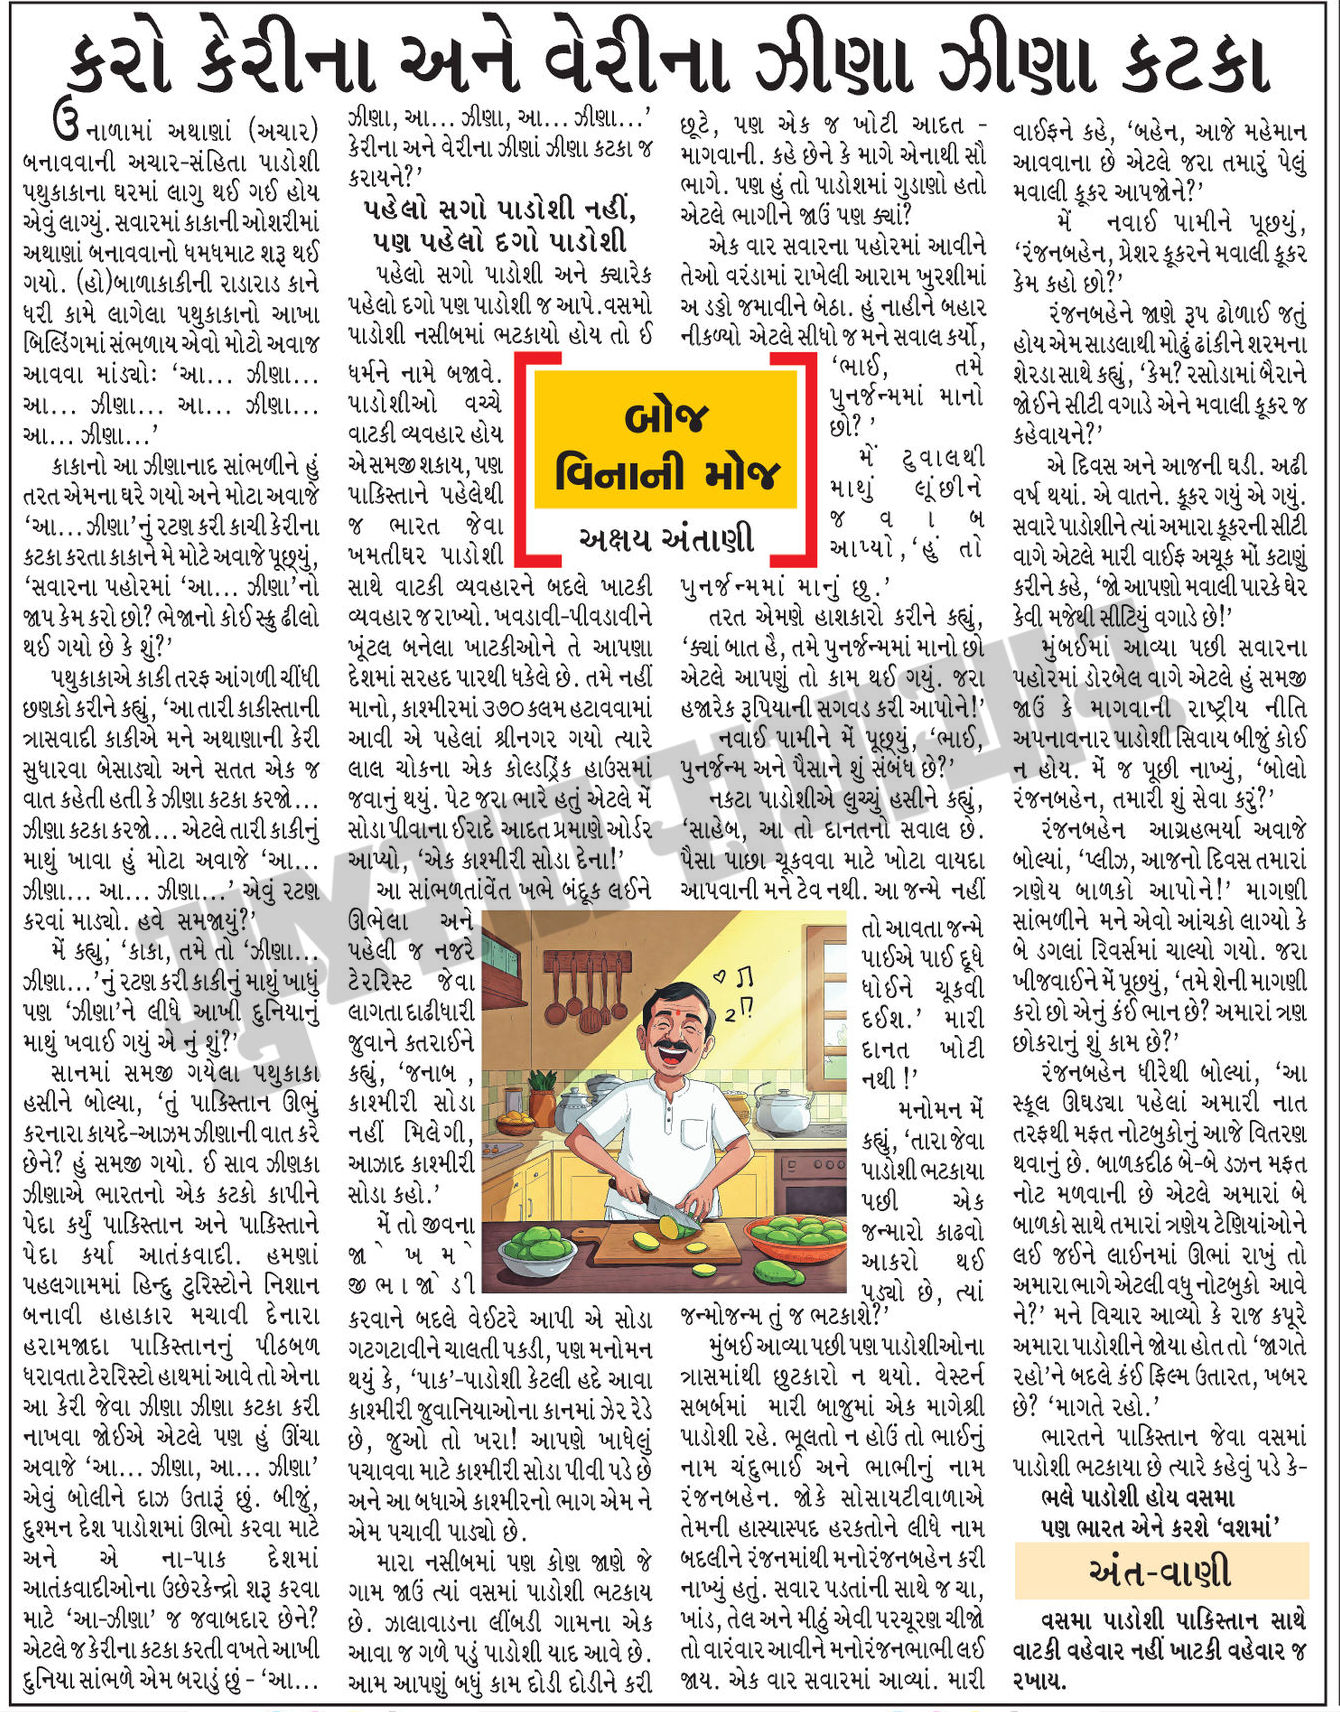 કરો કેરીના અને વેરીના ઝીણા ઝીણા કટકા
ઉનાળામાં અથાણાં (અચાર)
બનાવવાની અચાર-સંહિતા પાડોશી
પથુકાકાના ઘરમાં લાગુ થઈ ગઈ હોય
એવું લાગ્યું. સવારમાં કાકાની ઓશરીમાં
અથાણાં બનાવવાનો ધમધમાટ શરૂ થઈ
ગયો. (હો)બાળાકાકીની રાડારાડ કાને
ધરી કામે લાગેલા પથુકાકાનો આખા
બિલ્ડિંગમાં સંભળાય એવો મોટો અવાજ
આવવા માંડ્યોઃ ‘આ... ઝીણા...
આ... ઝીણા... આ... ઝીણા...
આ... ઝીણા...’
કાકાનો આ ઝીણાનાદ સાંભળીને હું
તરત એમના ઘરે ગયો અને મોટા અવાજે
‘આ... ઝીણા’નું રટણ કરી કાચી કેરીના
કટકા કરતા કાકાને મે મોટે અવાજે પૂછ્યું,
‘સવારના પહોરમાં ‘આ... ઝીણા’નો
જાપ કેમ કરો છો? ભેજાનો કોઈ સ્ક્રુ ઢીલો
થઈ ગયો છે કે શું?’
પથુકાકાએ કાકી તરફ આંગળી ચીંધી
છણકો કરીને કહ્યું, ‘આ તારી કાકીસ્તાની
ત્રાસવાદી કાકીએ મને અથાણાની કેરી
સુધારવા બેસાડ્યો અને સતત એક જ
વાત કહેતી હતી કે ઝીણા કટકા કરજો...
ઝીણા કટકા કરજો... એટલે તારી કાકીનું
માથું ખાવા હું મોટા અવાજે ‘આ...
ઝીણા... આ... ઝીણા...’ એવું રટણ
કરવાં માડ્યો. હવે સમજાયું?’
મેં કહ્યું, ‘કાકા, તમે તો ‘ઝીણા...
ઝીણા...’નું રટણ કરી કાકીનું માથું ખાધું
પણ ‘ઝીણા’ને લીધે આખી દુનિયાનું
માથું ખવાઈ ગયું એ નું શું?’
સાનમાં સમજી ગયેલા પથુકાકા
હસીને બોલ્યા, ‘તું પાકિસ્તાન ઊભું
કરનારા કાયદે-આઝમ ઝીણાની વાત કરે
છેને? હું સમજી ગયો. ઈ સાવ ઝીણકા
ઝીણાએ ભારતનો એક કટકો કાપીને
પેદા કર્યું પાકિસ્તાન અને પાકિસ્તાને
પેદા કર્યા આતંકવાદી. હમણાં
પહલગામમાં હિન્દુ ટુરિસ્ટોને નિશાન
બનાવી હાહાકાર મચાવી દેનારા
હરામજાદા પાકિસ્તાનનું પીઠબળ
ધરાવતા ટેરરિસ્ટો હાથમાં આવે તો એના
આ કેરી જેવા ઝીણા ઝીણા કટકા કરી
નાખવા જોઈએ એટલે પણ હું ઊંચા
અવાજે ‘આ... ઝીણા, આ... ઝીણા’
એવું બોલીને દાઝ ઉતારૂં છું. બીજું,
દુશ્મન દેશ પાડોશમાં ઊભો કરવા માટે
અને એ ના-પાક દેશમાં
આતંકવાદીઓના ઉછેરકેન્દ્રો શરૂ કરવા
માટે ‘આ-ઝીણા’ જ જવાબદાર છેને?
એટલે જ કેરીના કટકા કરતી વખતે આખી
દુનિયા સાંભળે એમ બરાડું છું - ‘આ...
ઝીણા, આ... ઝીણા, આ... ઝીણા...’
કેરીના અને વેરીના ઝીણાં ઝીણા કટકા જ
કરાયને?’
પહેલો સગો પાડોશી નહીં,
પણ પહેલો દગો પાડોશી
પહેલો સગો પાડોશી અને ક્યારેક
પહેલો દગો પણ પાડોશી જ આપે.વસમો
પાડોશી નસીબમાં ભટકાયો હોય તો ઈ
ધર્મને નામે બજાવે.
પાડોશીઓ વચ્ચે
વાટકી વ્યવહાર હોય
એ સમજી શકાય, પણ
પાકિસ્તાને પહેલેથી
જ ભારત જેવા
ખમતીધર પાડોશી
સાથે વાટકી વ્યવહારને બદલે ખાટકી
વ્યવહાર જ રાખ્યો. ખવડાવી-પીવડાવીને
ખૂંટલ બનેલા ખાટકીઓને તે આપણા
દેશમાં સરહદ પારથી ધકેલે છે. તમે નહીં
માનો, કાશ્મિરમાં ૩૭૦ કલમ હટાવવામાં
આવી એ પહેલાં શ્રીનગર ગયો ત્યારે
લાલ ચોકના એક કોલ્ડડ્રિંક હાઉસમાં
જવાનું થયું. પેટ જરા ભારે હતું એટલે મેં
સોડા પીવાના ઈરાદે આદત પ્રમાણે ઓર્ડર
આપ્યો, ‘એક કાશ્મીરી સોડા દેના!’
આ સાંભળતાંવેંત ખભે બંદૂક લઈને
ઊભેલા અને
પહેલી જ નજરે
ટેરરિસ્ટ જેવા
લાગતા દાઢીધારી
જુવાને કતરાઈને
કહ્યું, ‘જનાબ ,
કાશ્મીરી સોડા
નહીં મિલેગી,
આઝાદ કાશ્મીરી
સોડા કહો.’
મેં તો જીવના
જોખમે
જીભાજોડી
કરવાને બદલે વેઈટરે આપી એ સોડા
ગટગટાવીને ચાલતી પકડી, પણ મનોમન
થયું કે, ‘પાક’-પાડોશી કેટલી હદે આવા
કાશ્મીરી જુવાનિયાઓના કાનમાં ઝેર રેડે
છે, જુઓ તો ખરા! આપણે ખાધેલું
પચાવવા માટે કાશ્મીરી સોડા પીવી પડે છે
અને આ બધાએ કાશ્મીરનો ભાગ એમ ને
એમ પચાવી પાડ્યો છે.
મારા નસીબમાં પણ કોણ જાણે જે
ગામ જાઉં ત્યાં વસમાં પાડોશી ભટકાય
છે. ઝાલાવાડના લીંબડી ગામના એક
આવા જ ગળે પડું પાડોશી યાદ આવે છે.
આમ આપણું બધું કામ દોડી દોડીને કરી
છૂટે, પણ એક જ ખોટી આદત -
માગવાની. કહે છેને કે માગે એનાથી સૌ
ભાગે. પણ હું તો પાડોશમાં ગુડાણો હતો
એટલે ભાગીને જાઉં પણ ક્યાં?
એક વાર સવારના પહોરમાં આવીને
તેઓ વરંડામાં રાખેલી આરામ ખુરશીમાં
અ ડ્ડો જમાવીને બેઠા. હું નાહીને બહાર
નીકળ્યો એટલે સીધો જ મને સવાલ કર્યો,
‘ભાઈ, તમે
પુનર્જન્મમાં માનો
છો? ’
મેં ટુવાલથી
માથું લૂંછીને
જવાબ
આપ્યો,‘હું તો
પુનર્જન્મમાં માનું છુ.’
તરત એમણે હાશકારો કરીને કહ્યું,
‘ક્યાં બાત હૈ, તમે પુનર્જન્મમાં માનો છો
એટલે આપણું તો કામ થઈ ગયું. જરા
હજારેક રૂપિયાની સગવડ કરી આપોને!’
નવાઈ પામીને મેં પૂછ્યું, ‘ભાઈ,
પુનર્જન્મ અને પૈસાને શું સંબંધ છે?’
નકટા પાડોશીએ લુચ્ચું હસીને કહ્યું,
‘સાહેબ, આ તો દાનતનો સવાલ છે.
પૈસા પાછા ચૂકવવા માટે ખોટા વાયદા
આપવાની મને ટેવ નથી. આ જન્મે નહીં
તો આવતા જન્મે
પાઈએ પાઈ દૂધે
ધોઈને ચૂકવી
દઈશ.’ મારી
દાનત ખોટી
નથી !’
મનોમન મેં
કહ્યું, ‘તારા જેવા
પાડોશી ભટકાયા
પછી એક
જન્મારો કાઢવો
આકરો થઈ
પડ્યો છે, ત્યાં
જન્મોજન્મ તું જ ભટકાશે?’
મુંબઈ આવ્યા પછી પણ પાડોશીઓના
ત્રાસમાંથી છુટકારો ન થયો. વેસ્ટર્ન
સબર્બમાં મારી બાજુમાં એક માગેશ્રી
પાડોશી રહે. ભૂલતો ન હોઉં તો ભાઈનું
નામ ચંદુભાઈ અને ભાભીનું નામ
રંજનબહેન. જોકે સોસાયટીવાળાએ
તેમની હાસ્યાસ્પદ હરકતોને લીધે નામ
બદલીને રંજનમાંથી મનોરંજનબહેન કરી
નાખ્યું હતું. સવાર પડતાંની સાથે જ ચા,
ખાંડ, તેલ અને મીઠું એવી પરચૂરણ ચીજો
તો વારંવાર આવીને મનોરંજનભાભી લઈ
જાય. એક વાર સવારમાં આવ્યાં. મારી
બોજ
વિનાની મોજ
અક્ષય અંતાણી
વાઈફને કહે, ‘બહેન, આજે મહેમાન
આવવાના છે એટલે જરા તમારું પેલું
મવાલી કૂકર આપજોને?’
મેં નવાઈ પામીને પૂછયું,
‘રંજનબહેન, પ્રેશર કૂકરને મવાલી કૂકર
કેમ કહો છો?’
રંજનબહેને જાણે રૂપ ઢોળાઈ જતું
હોય એમ સાડલાથી મોઢું ઢાંકીને શરમના
શેરડા સાથે કહ્યું, ‘કેમ? રસોડામાં બૈરાને
જોઈને સીટી વગાડે એને મવાલી કૂકર જ
કહેવાયને?’
એ દિવસ અને આજની ઘડી. અઢી
વર્ષ થયાં. એ વાતને. કૂકર ગયું એ ગયું.
સવારે પાડોશીને ત્યાં અમારા કૂકરની સીટી
વાગે એટલે મારી વાઈફ અચૂક મોં કટાણું
કરીને કહે, ‘જો આપણો મવાલી પારકે ઘેર
કેવી મજેથી સીટિયું વગાડે છે!’
મુંબઈમાં આવ્યા પછી સવારના
પહોરમાં ડોરબેલ વાગે એટલે હું સમજી
જાઉં કે માગવાની રાષ્ટ્રીય નીતિ
અપનાવનાર પાડોશી સિવાય બીજું કોઈ
ન હોય. મેં જ પૂછી નાખ્યું, ‘બોલો
રંજનબહેન, તમારી શું સેવા કરું?’
રંજનબહેન આગ્રહભર્યા અવાજે
બોલ્યાં, ‘પ્લીઝ, આજનો દિવસ તમારાં
ત્રણેય બાળકો આપોને!’ માગણી
સાંભળીને મને એવો આંચકો લાગ્યો કે
બે ડગલાં રિવર્સમાં ચાલ્યો ગયો. જરા
ખીજવાઈને મેં પૂછયું, ‘તમે શેની માગણી
કરો છો એનું કંઈ ભાન છે? અમારાં ત્રણ
છોકરાનું શું કામ છે?’
રંજનબહેન ધીરેથી બોલ્યાં, ‘આ
સ્કૂલ ઊઘડ્યા પહેલાં અમારી નાત
તરફથી મફત નોટબુકોનું આજે વિતરણ
થવાનું છે. બાળકદીઠ બે-બે ડઝન મફત
નોટ મળવાની છે એટલે અમારાં બે
બાળકો સાથે તમારાં ત્રણેય ટેણિયાંઓને
લઈ જઈને લાઈનમાં ઊભાં રાખું તો
અમારા ભાગે એટલી વધુ નોટબુકો આવે
ને?’ મને વિચાર આવ્યો કે રાજ કપૂરે
અમારા પાડોશીને જોયા હોત તો ‘જાગતે
રહો’ને બદલે કંઈ ફિલ્મ ઉતારત, ખબર
છે? ‘માગતે રહો.’
ભારતને પાકિસ્તાન જેવા વસમાં
પાડોશી ભટકાયા છે ત્યારે કહેવું પડે કે-
ભલે પાડોશી હોય વસમા
પણ ભારત એને કરશે ‘વશમાં’
અંત-વાણી
વસમા પાડોશી પાકિસ્તાન સાથે
વાટકી વહેવાર નહીં ખાટકી વહેવાર જ
રખાય.
ગુજરાત સમાચાર